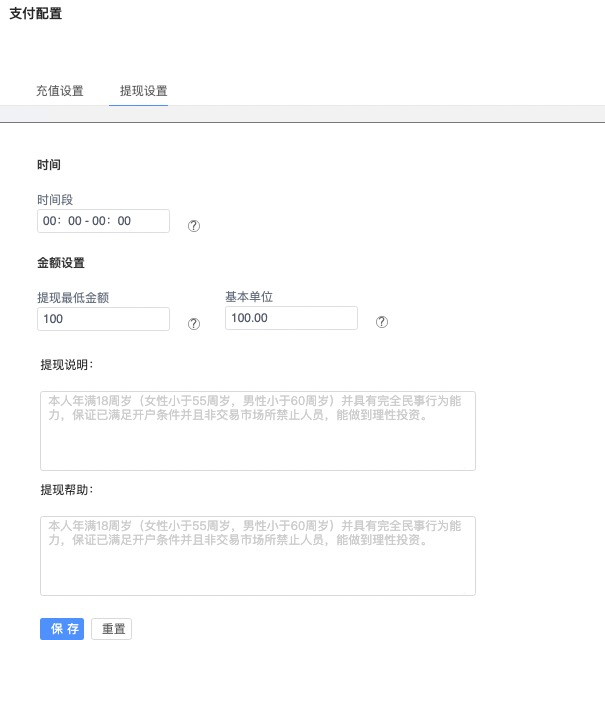 支付配置
充值设置 提现设置
时间
时间段
00：00 - 00：00 ?
金额设置
提现最低金额 基本单位
100 ? 100.00 ?
提现说明：
本人年满18周岁（女性小于55周岁，男性小于60周岁）并具有完全民事行为能
力，保证已满足开户条件并且非交易市场所禁止人员，能做到理性投资。
提现帮助：
本人年满18周岁（女性小于55周岁，男性小于60周岁）并具有完全民事行为能
力，保证已满足开户条件并且非交易市场所禁止人员，能做到理性投资。
保 存 重置